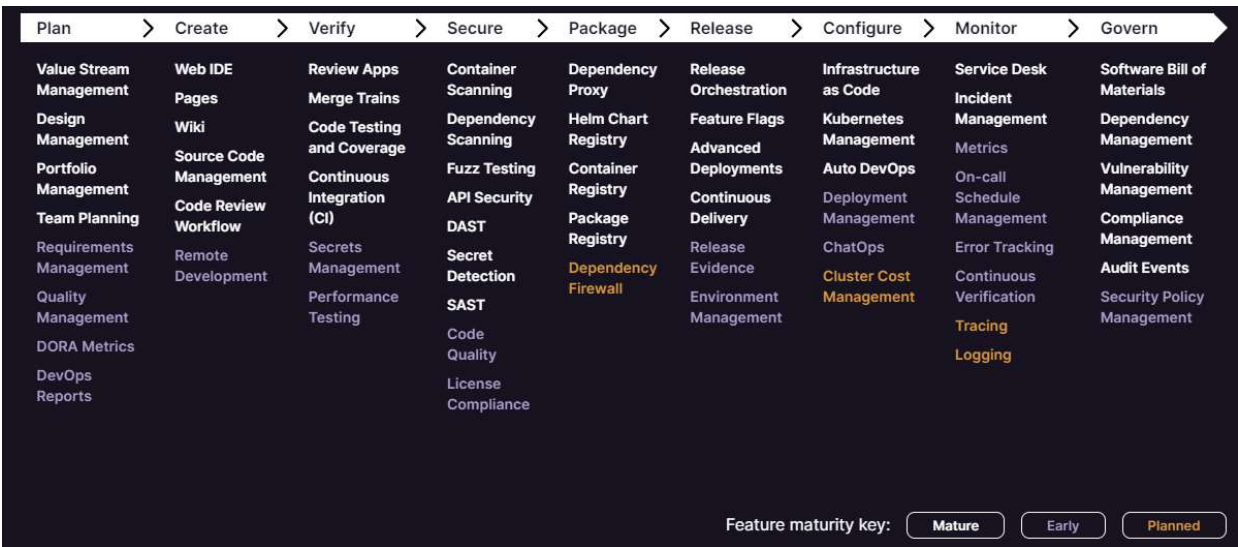 Plan
Create
Verify
Secure
Package
Release
Configure
Monitor
Govern
Value Stream
Management
Design
Management
Portfolio
Management
Team Planning
Requirements
Management
Quality
Management
DORA Metrics
DevOps
Reports
Web IDE
Pages
Wiki
Source Code
Management
Code Review
Workflow
Remote
Development
Review Apps
Merge Trains
Code Testing
and Coverage
Continuous
Integration
(CI)
Secrets
Management
Performance
Testing
Container
Scanning
Dependency
Scanning
Fuzz Testing
API Security
DAST
Secret
Detection
SAST
Code
Quality
License
Compliance
Dependency
Proxy
Helm Chart
Registry
Container
Registry
Package
Registry
Dependency
Firewall
Release
Orchestration
Feature Flags
Advanced
Deployments
Continuous
Delivery
Release
Evidence
Environment
Management
Infrastructure
as Code
Kubernetes
Management
Auto DevOps
Deployment
Management
ChatOps
Cluster Cost
Management
Service Desk
Incident
Management
Metrics
On-call
Schedule
Management
Error Tracking
Continuous
Verification
Tracing
Logging
Software Bill of
Materials
Dependency
Management
Vulnerability
Management
Compliance
Management
Audit Events
Security Policy
Management
Feature maturity key:
Mature
Early
Planned